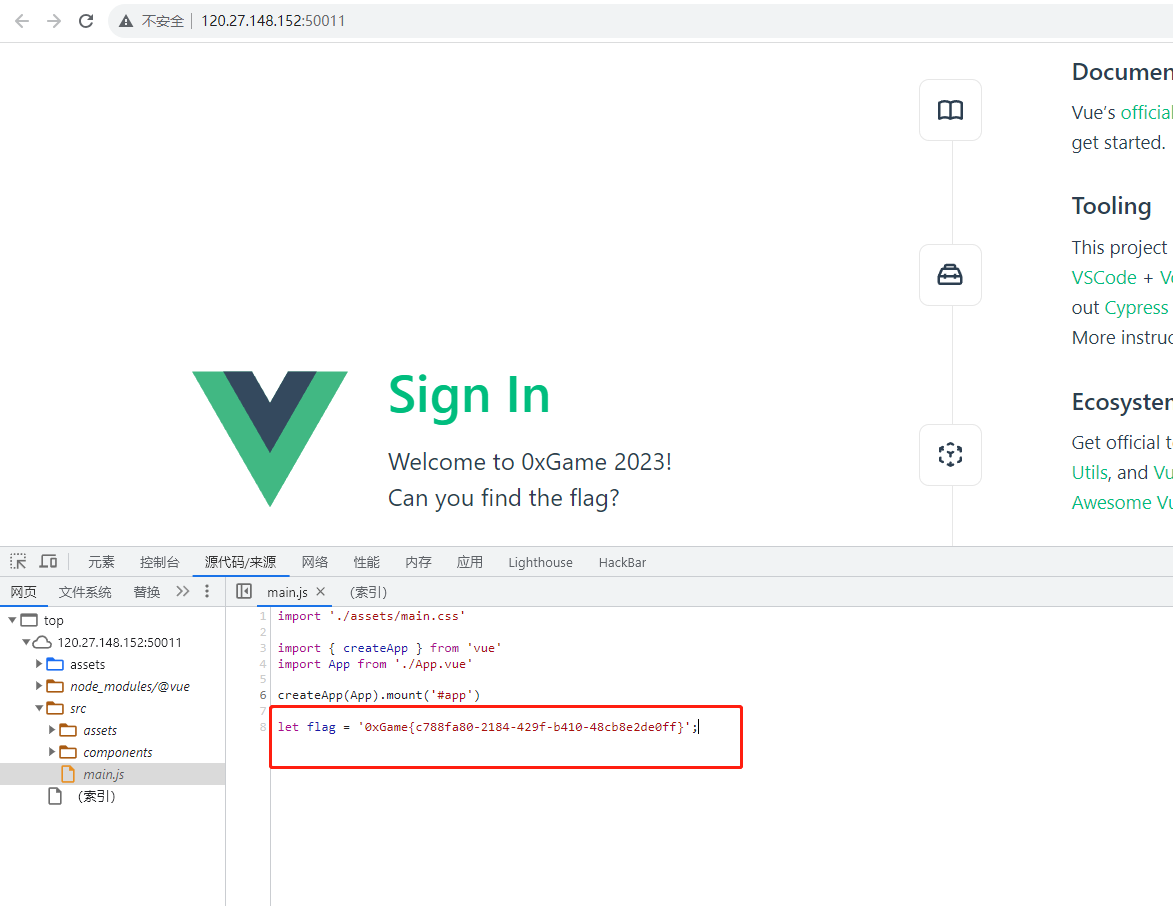 不安全 120.27.148.152:50011
Vue's
get started.
Tooling
This project
VSCode +
out Cypress
More
Get official
Utils, and
Awesome
Sign In
Welcome to 0xGame 2023!
Can you find the flag?
元素 控制台 源代码/来源 网络 性能 内存 应用 Lighthouse HackBar
网页 文件系统 替换 main.js (索引)
top
120.27.148.152:50011
assets
node_modules/@vue
src
assets
components
main.js
(索引)
1 import './assets/main.css'
2
3 import { createApp } from 'vue'
4 import App from './App.vue'
5
6 createApp(App).mount('#app')
7
8 let flag = '0xGame{c788fa80-2184-429f-b410-48cb8e2de0ff}';